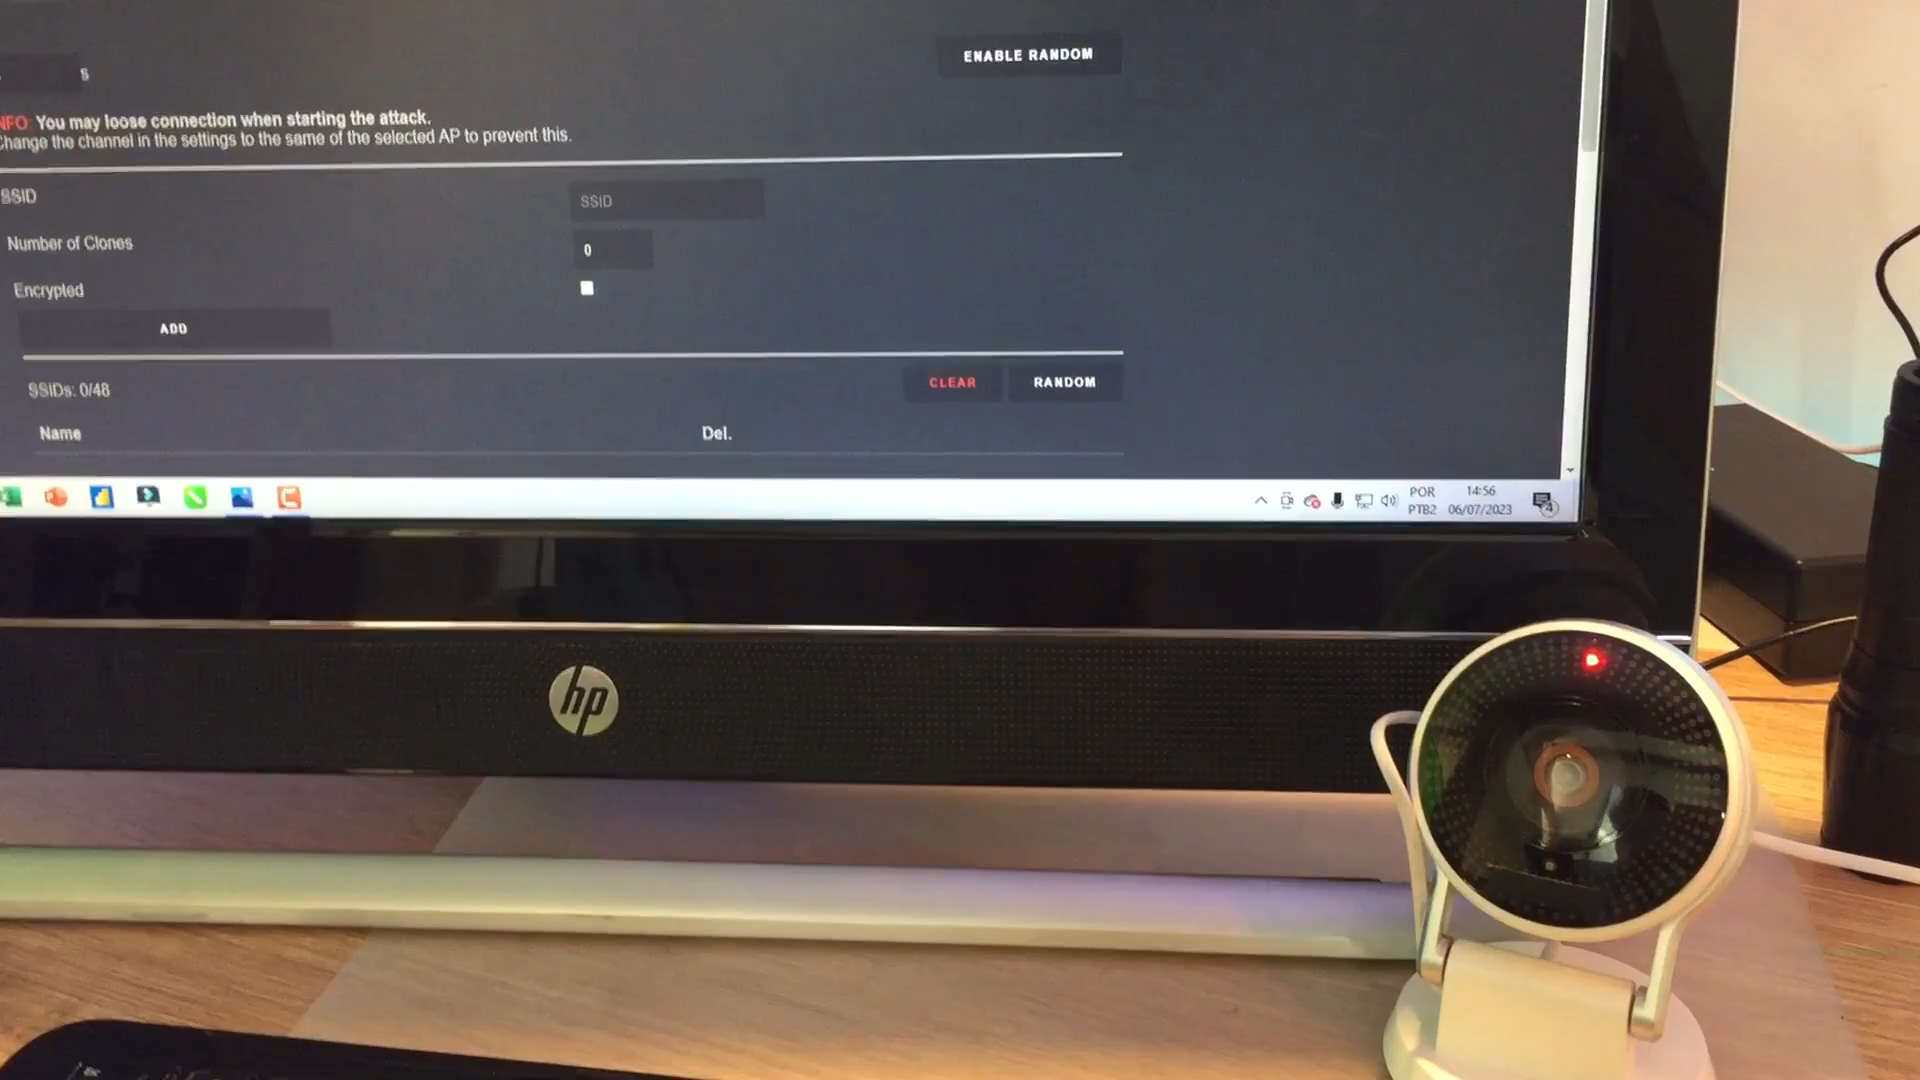 s
ENABLE RANDOM
You may loose connection when starting the attack.
Change the channel in the settings to the same of the selected AP to prevent this.
SSID
SSID
Number of Clones
0
Encrypted
ADD
SSIDs: 0/48
CLEAR
RANDOM
Name
Del.
POR
14:56
PTB2
06/07/2023
4
hp
Esc